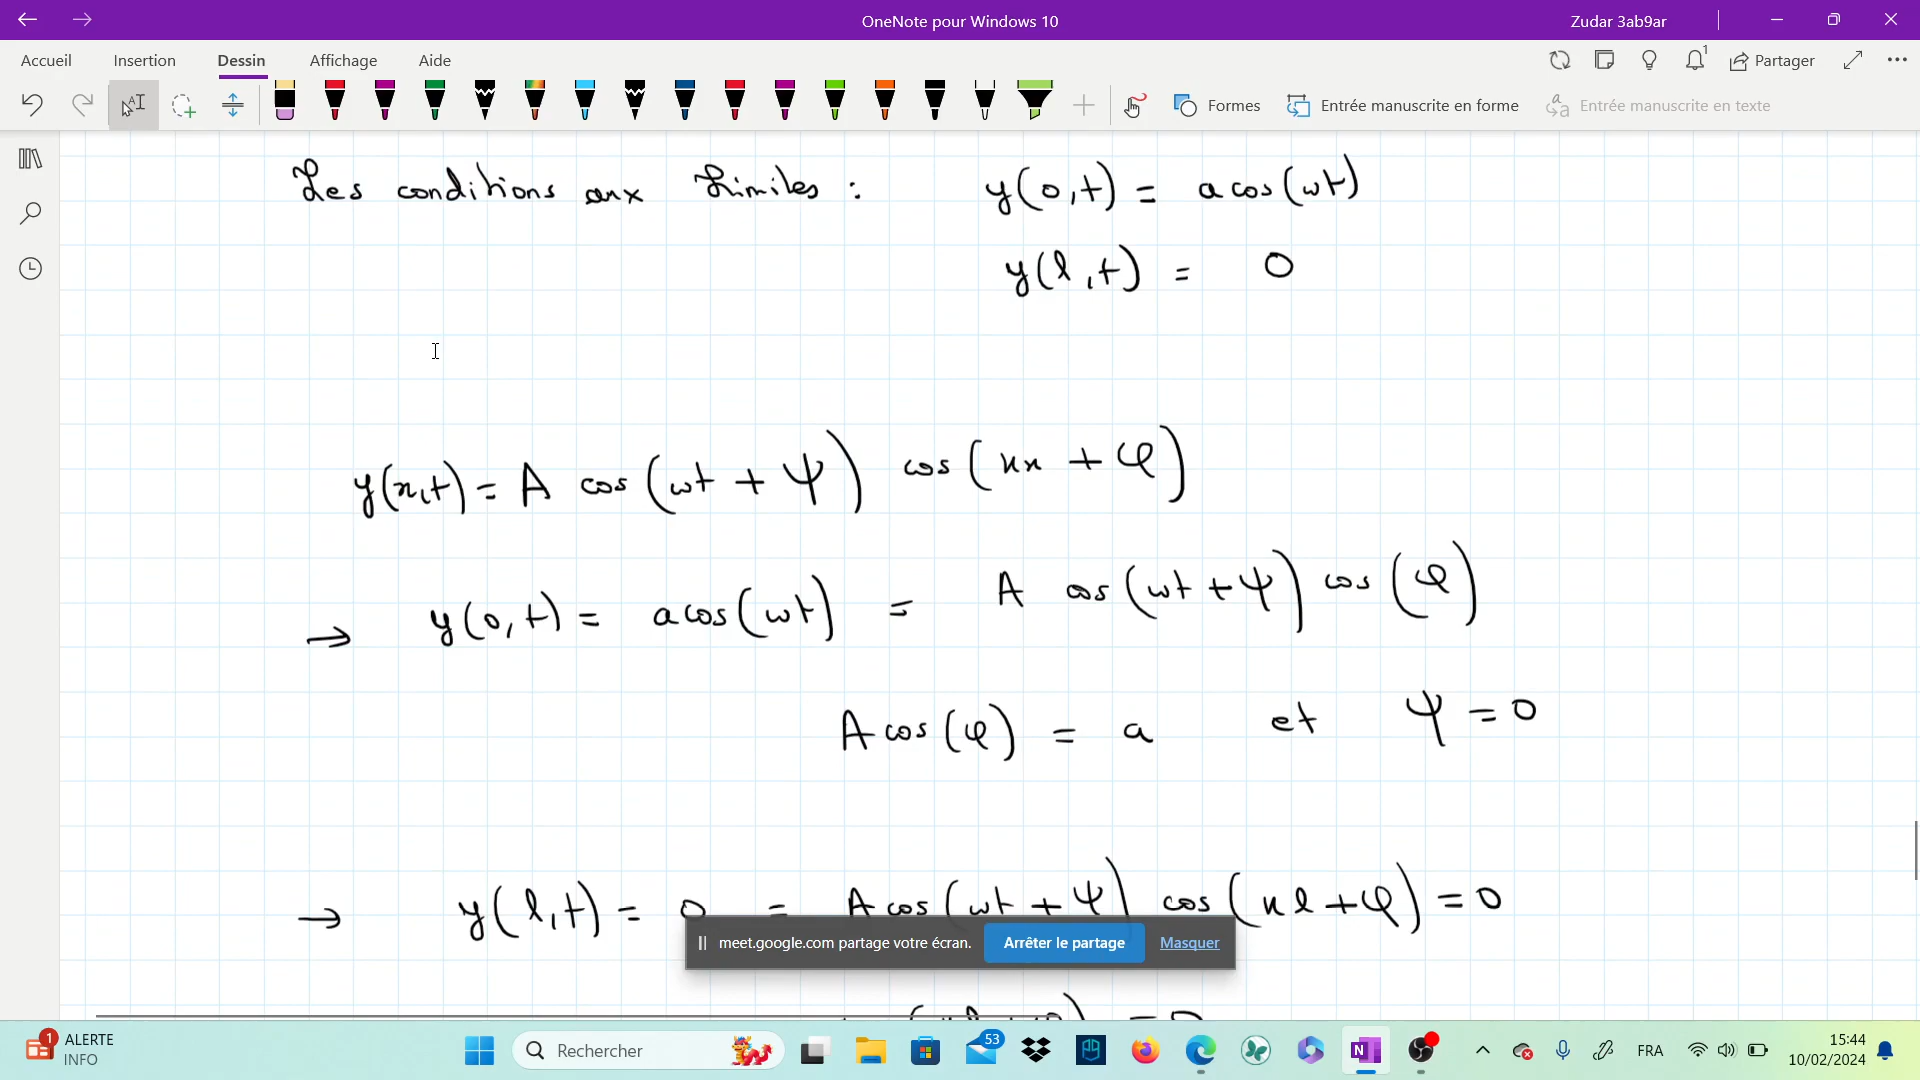 OneNote pour Windows 10
Zudar 3ab9ar
Accueil Insertion Dessin Affichage Aide
1
Partager
Formes
Entrée manuscrite en forme
Entrée manuscrite en texte
Les conditions aux Limites : y(0,t) = a cos(ωt)
y(l,t) = 0
y(x,t) = A cos(ωt + Ψ) cos(kx + φ)
→ y(0,t) = a cos(ωt) = A cos(ωt + Ψ) cos(φ)
A cos(φ) = a et Ψ = 0
→ y(l,t) = 0 = A cos(ωt + Ψ) cos(kl + φ) = 0
meet.google.com partage votre écran.
Arrêter le partage
Masquer
1
ALERTE
INFO
Rechercher
53
FRA
15:44
10/02/2024